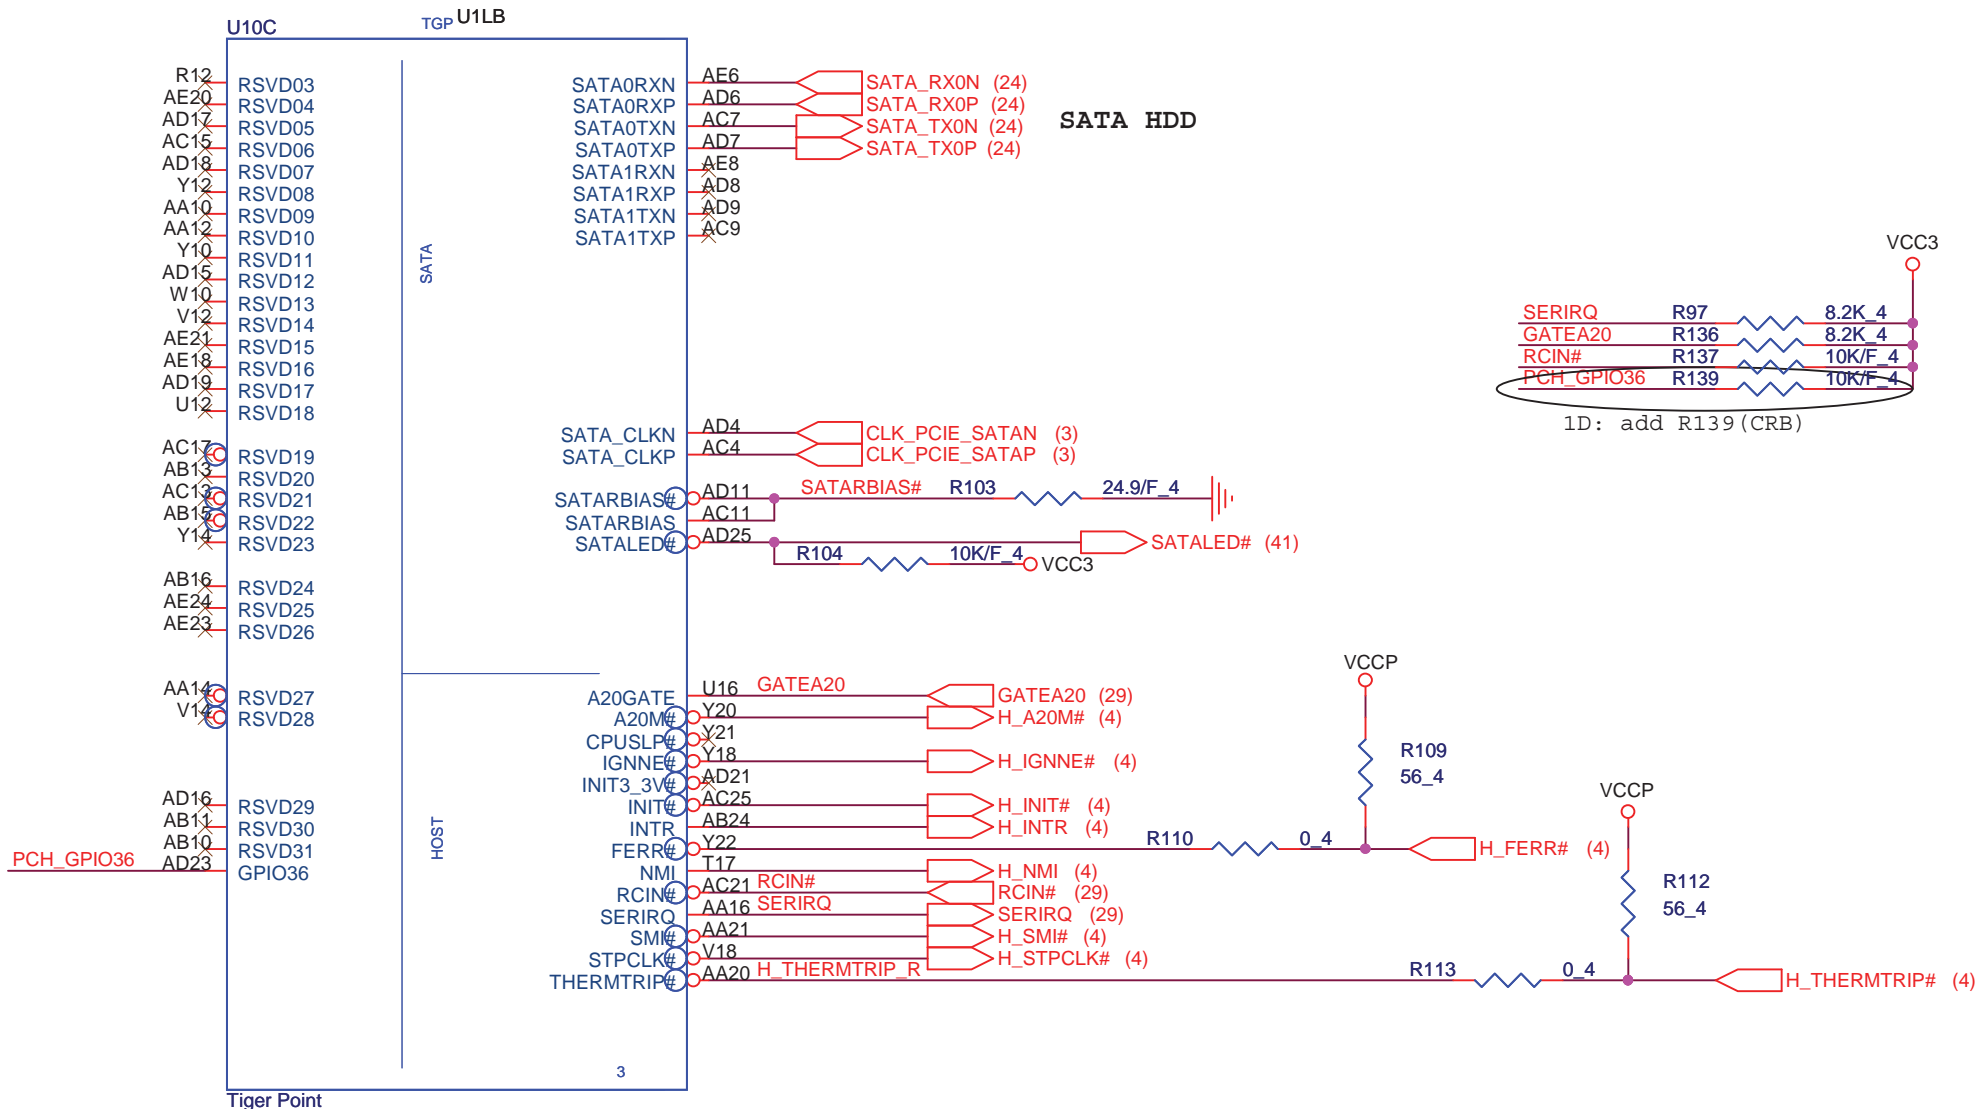 U10C
TGP U1LB
R12 RSVD03
AE20 RSVD04
AD17 RSVD05
AC15 RSVD06
AD18 RSVD07
Y12 RSVD08
AA10 RSVD09
AA12 RSVD10
Y10 RSVD11
AD15 RSVD12
W10 RSVD13
V12 RSVD14
AE21 RSVD15
AE18 RSVD16
AD19 RSVD17
U12 RSVD18
AC17 RSVD19
AB13 RSVD20
AC13 RSVD21
AB15 RSVD22
Y14 RSVD23
AB16 RSVD24
AE24 RSVD25
AE23 RSVD26
AA14 RSVD27
V14 RSVD28
AD16 RSVD29
AB11 RSVD30
AB10 RSVD31
PCH_GPIO36 AD23 GPIO36
SATA
HOST
SATA0RXN AE6 SATA_RX0N (24)
SATA0RXP AD6 SATA_RX0P (24)
SATA0TXN AC7 SATA_TX0N (24)
SATA0TXP AD7 SATA_TX0P (24)
SATA HDD
SATA1RXN AE8
SATA1RXP AD8
SATA1TXN AD9
SATA1TXP AC9
SATA_CLKN AD4 CLK_PCIE_SATAN (3)
SATA_CLKP AC4 CLK_PCIE_SATAP (3)
SATARBIAS# AD11 SATARBIAS# R103 24.9/F_4
SATARBIAS AC11
SATALED# AD25 SATALED# (41)
R104 10K/F_4 VCC3
A20GATE U16 GATEA20 GATEA20 (29)
A20M# Y20 H_A20M# (4)
CPUSLP# Y21
IGNNE# Y18 H_IGNNE# (4)
INIT3_3V# AD21
INIT# AC25 H_INIT# (4)
INTR AB24 H_INTR (4)
FERR# Y22 R110 0_4 H_FERR# (4)
NMI T17 H_NMI (4)
RCIN# AC21 RCIN# RCIN# (29)
SERIRQ AA16 SERIRQ SERIRQ (29)
SMI# AA21 H_SMI# (4)
STPCLK# V18 H_STPCLK# (4)
THERMTRIP# AA20 H_THERMTRIP_R R113 0_4 H_THERMTRIP# (4)
VCCP
R109
56_4
VCCP
R112
56_4
VCC3
SERIRQ R97 8.2K_4
GATEA20 R136 8.2K_4
RCIN# R137 10K/F_4
PCH_GPIO36 R139 10K/F_4
1D: add R139(CRB)
3
Tiger Point